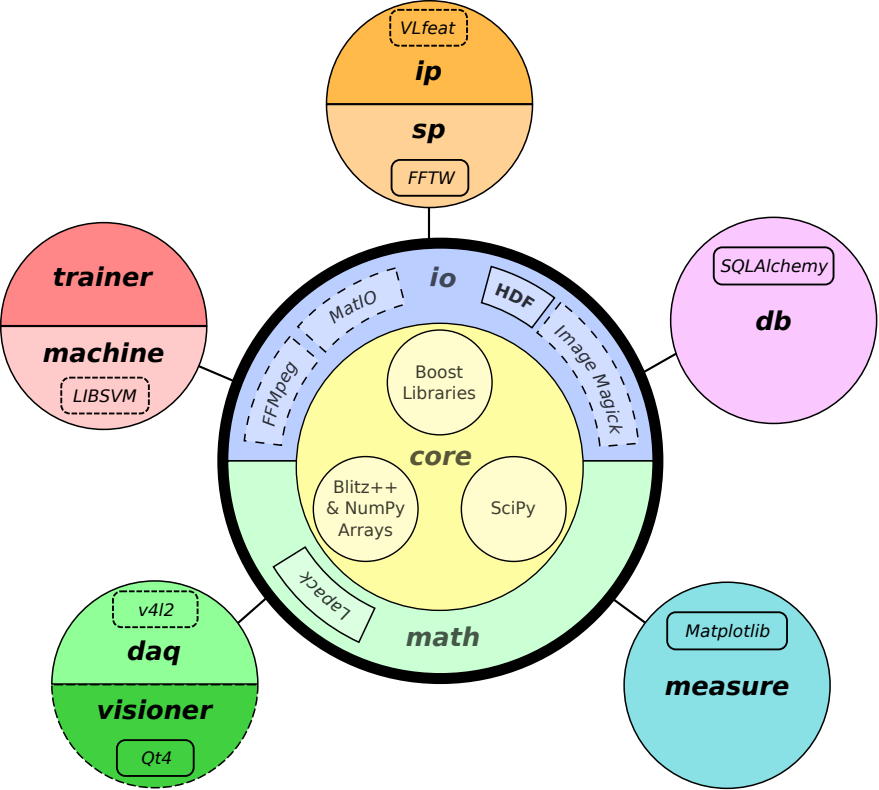 VLfeat
ip
sp
FFTW
trainer
machine
LIBSVM
io
MatIO
HDF
FFMpeg
Image Magick
SQLAlchemy
db
Boost
Libraries
core
Blitz++
& NumPy
Arrays
SciPy
Lapack
math
v4l2
daq
visioner
Qt4
Matplotlib
measure